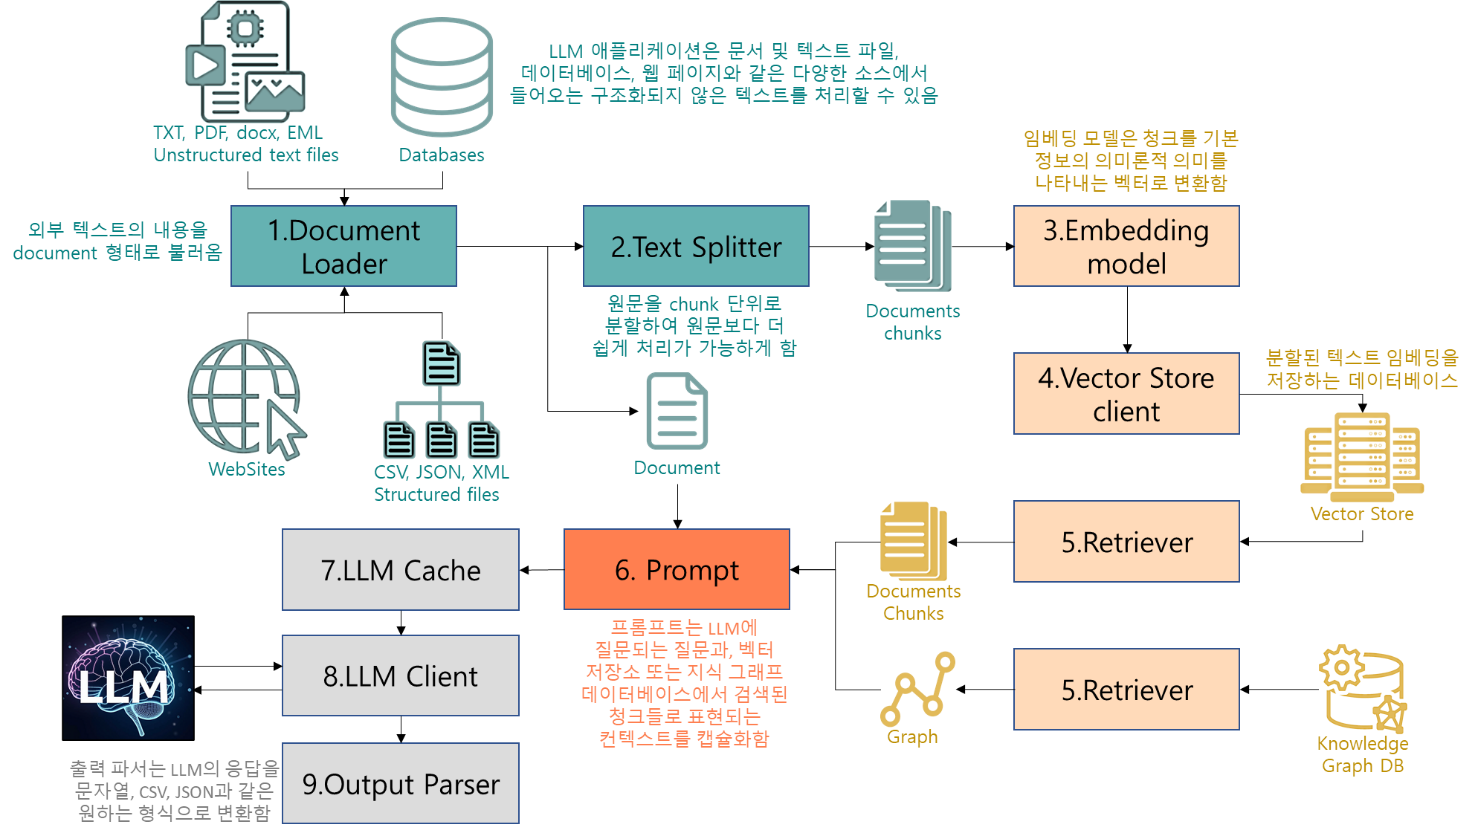 LLM 애플리케이션은 문서 및 텍스트 파일,
데이터베이스, 웹 페이지와 같은 다양한 소스에서
들어오는 구조화되지 않은 텍스트를 처리할 수 있음
TXT, PDF, docx, EML
Unstructured text files
Databases
임베딩 모델은 청크를 기본
정보의 의미론적 의미를
나타내는 벡터로 변환함
외부 텍스트의 내용을
document 형태로 불러옴
1.Document
Loader
2.Text Splitter
3.Embedding
model
Documents
chunks
원문을 chunk 단위로
분할하여 원문보다 더
쉽게 처리가 가능하게 함
4.Vector Store
client
분할된 텍스트 임베딩을
저장하는 데이터베이스
WebSites
CSV, JSON, XML
Structured files
Document
Vector Store
7.LLM Cache
6. Prompt
Documents
Chunks
5.Retriever
프롬프트는 LLM에
질문되는 질문과, 벡터
저장소 또는 지식 그래프
데이터베이스에서 검색된
청크들로 표현되는
컨텍스트를 캡슐화함
LLM
8.LLM Client
Graph
5.Retriever
Knowledge
Graph DB
출력 파서는 LLM의 응답을
문자열, CSV, JSON과 같은
원하는 형식으로 변환함
9.Output Parser